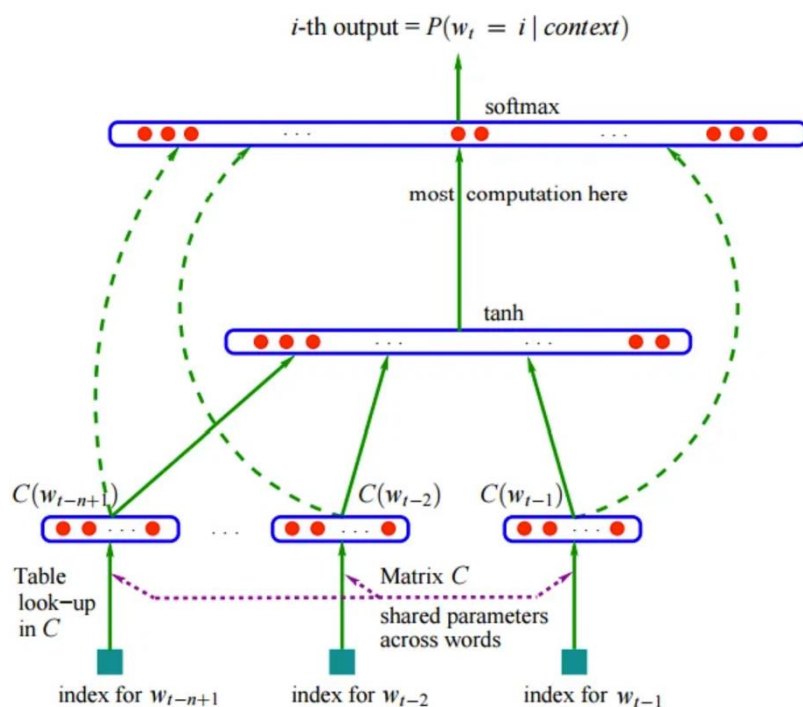 i-th output = P(w_t = i | context)
softmax
. . .
. . .
most computation here
tanh
. . .
. . .
C(w_{t−n+1})
C(w_{t−2})
C(w_{t−1})
. . .
. . .
. . .
. . .
Table
look−up
in C
Matrix C
shared parameters
across words
index for w_{t−n+1}
index for w_{t−2}
index for w_{t−1}